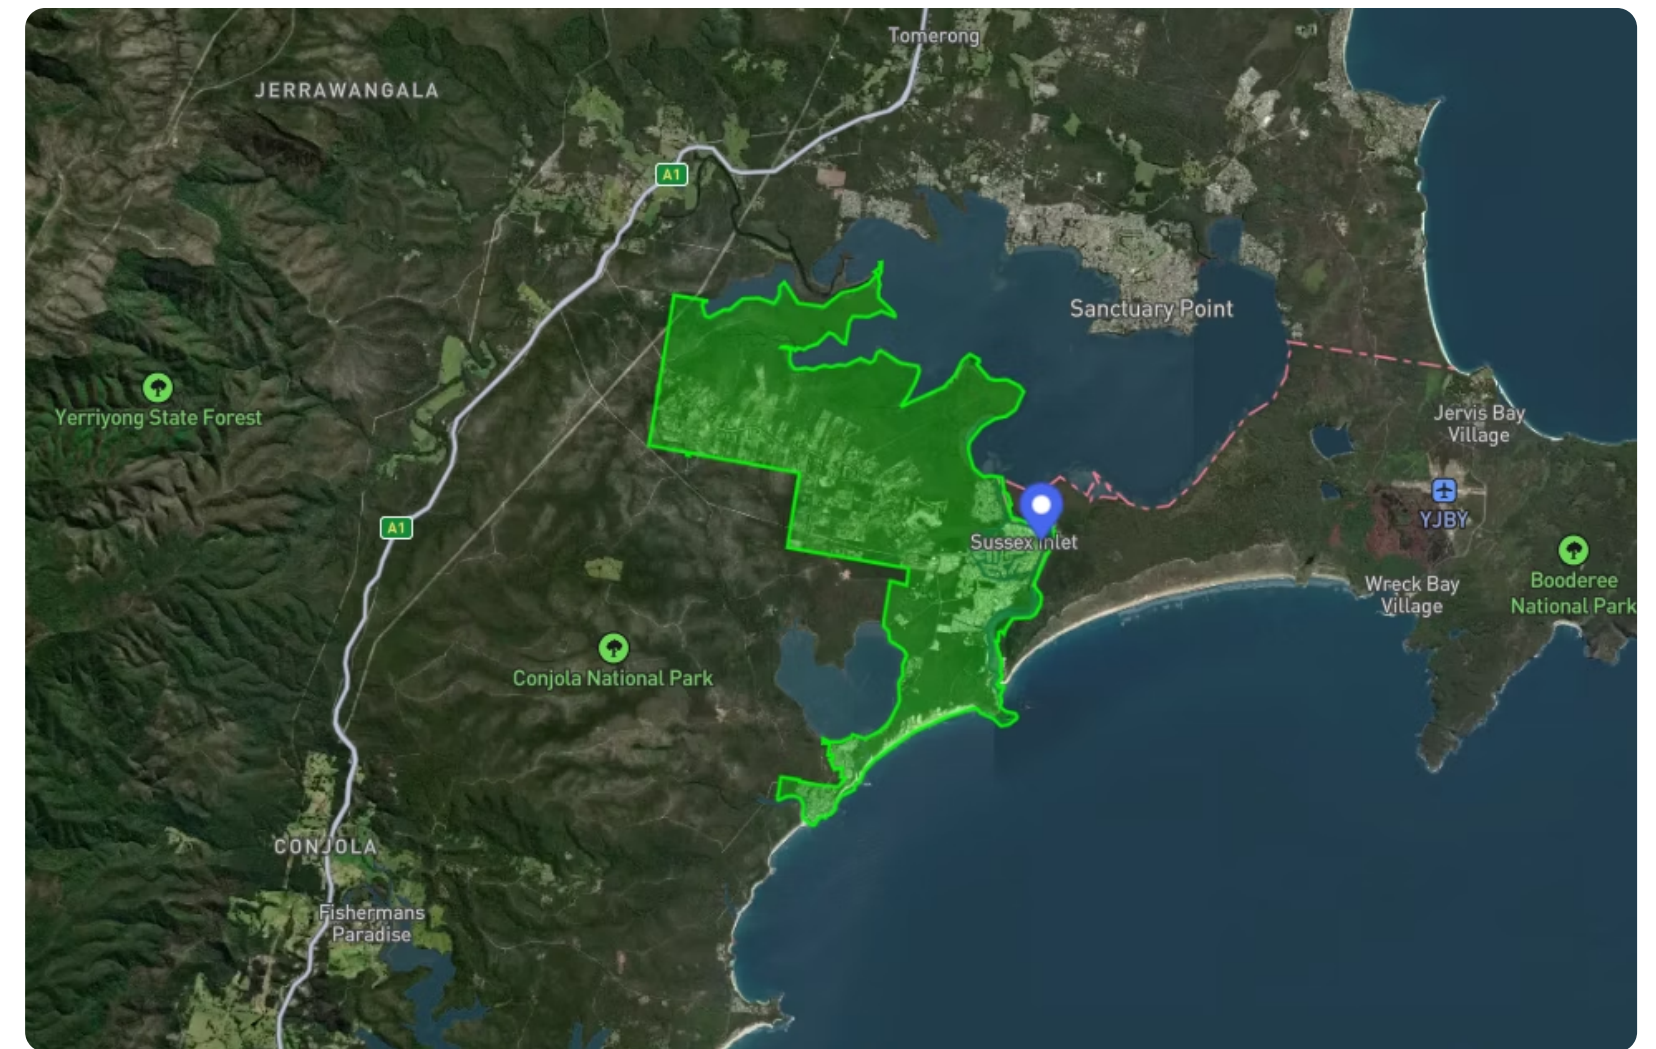 Tomerong
JERRAWANGALA
A1
Sanctuary Point
Yerriyong State Forest
Jervis Bay
Village
YJBY
A1
Sussex Inlet
Wreck Bay
Village
Booderee
National Park
Conjola National Park
CONJOLA
Fishermans
Paradise